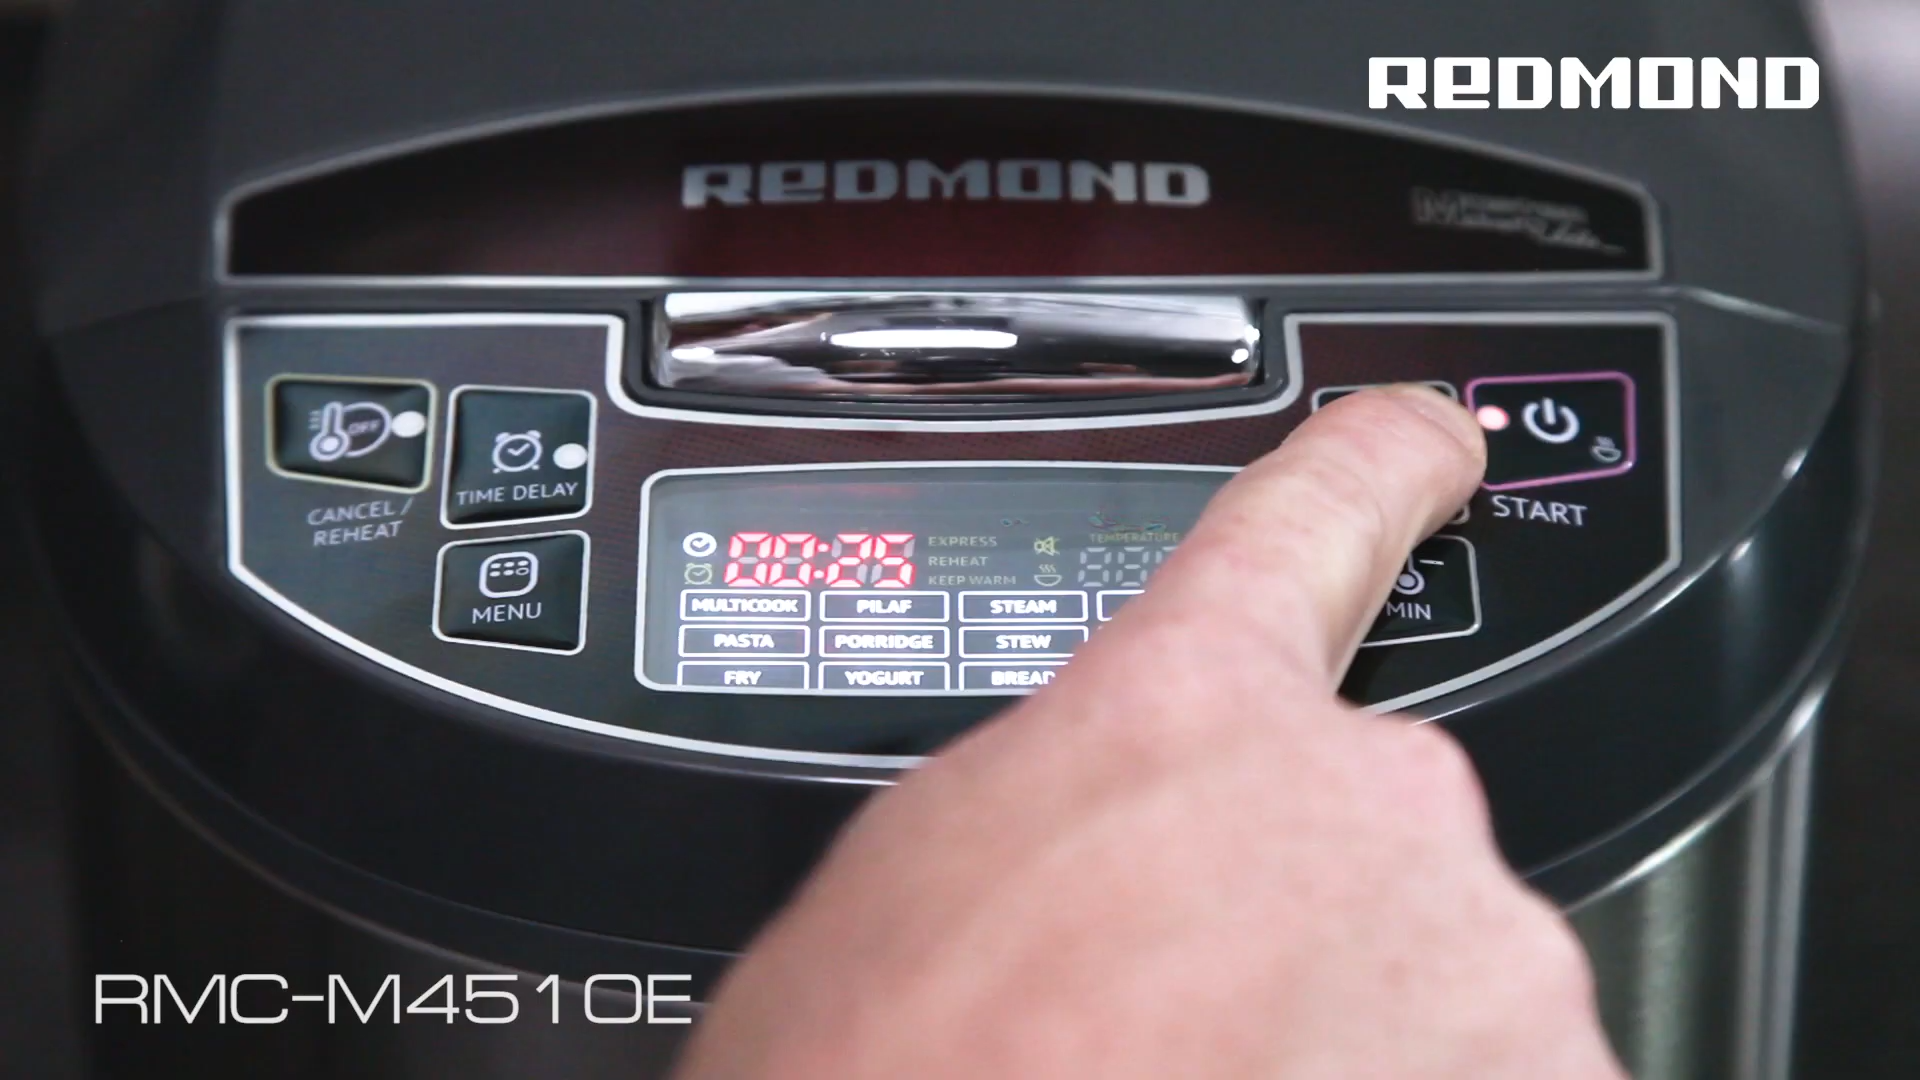 REDMOND
REDMOND
OFF
CANCEL /
REHEAT
TIME DELAY
MENU
START
MIN
00:25
EXPRESS
REHEAT
KEEP WARM
TEMPERATURE
MULTICOOK PILAF STEAM
PASTA PORRIDGE STEW
FRY YOGURT BREAD
RMC-M4510E